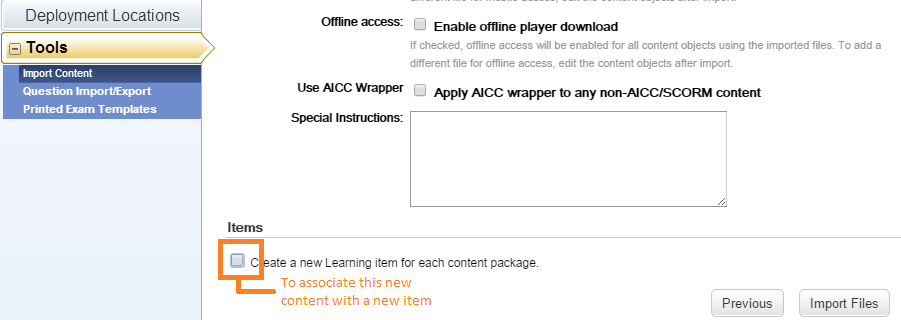 Deployment Locations
Tools
Import Content
Question Import/Export
Printed Exam Templates
Offline access:
Enable offline player download
If checked, offline access will be enabled for all content objects using the imported files. To add a
different file for offline access, edit the content objects after import.
Use AICC Wrapper
Apply AICC wrapper to any non-AICC/SCORM content
Special Instructions:
Items
Create a new Learning item for each content package.
To associate this new
content with a new item
Previous
Import Files